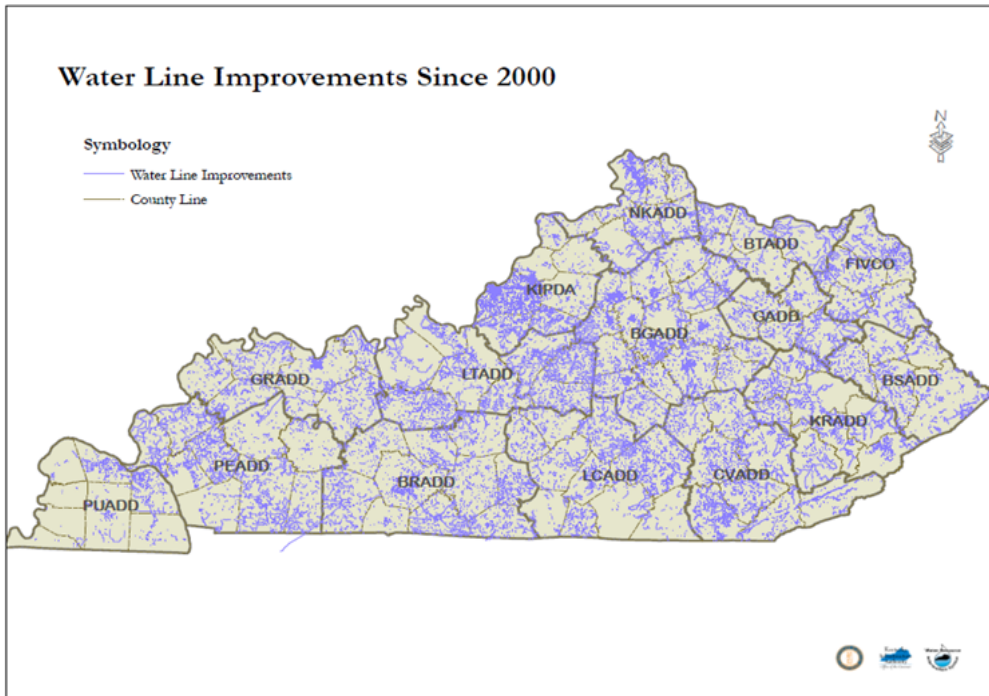 Water Line Improvements Since 2000
N
Symbology
Water Line Improvements
County Line
NKADD
BTADD
FIVCO
KIPDA
GADD
BGADD
GRADD
LTADD
BSADD
KRADD
PEADD
BRADD
LCADD
CVADD
PUADD